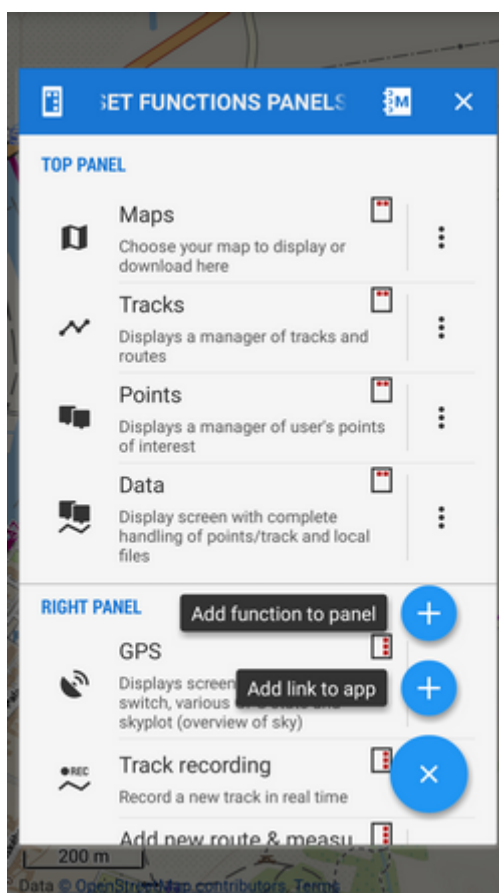 SET FUNCTIONS PANELS
M
TOP PANEL
Maps
Choose your map to display or
download here
Tracks
Displays a manager of tracks and
routes
Points
Displays a manager of user's points
of interest
Data
Display screen with complete
handling of points/track and local
files
RIGHT PANEL
Add function to panel
GPS
Displays screen
Add link to app
switch, various
skyplot (overview of sky)
REC
Track recording
Record a new track in real time
Add new route & measu
200 m
Data © OpenStreetMap contributors, Terms